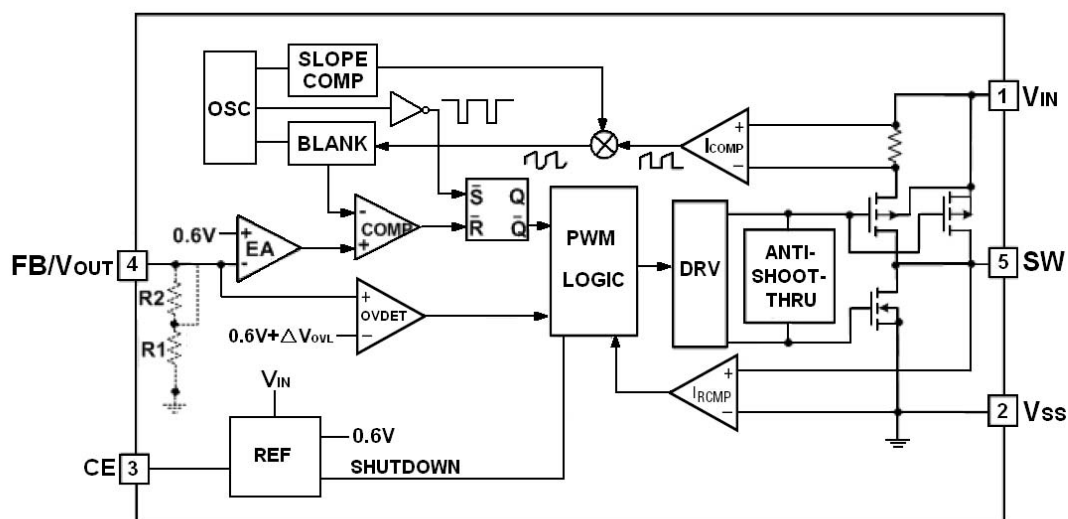 SLOPE
COMP
OSC
BLANK
+
ICOMP
−
1 VIN
S̄ Q
R̄ Q̄
-
COMP
+
0.6V
+
EA
-
FB/VOUT 4
R2
R1
+
OVDET
−
0.6V+△VOVL
PWM
LOGIC
DRV
ANTI-
SHOOT-
THRU
5 SW
+
IRCMP
−
2 VSS
VIN
REF
0.6V
SHUTDOWN
CE 3